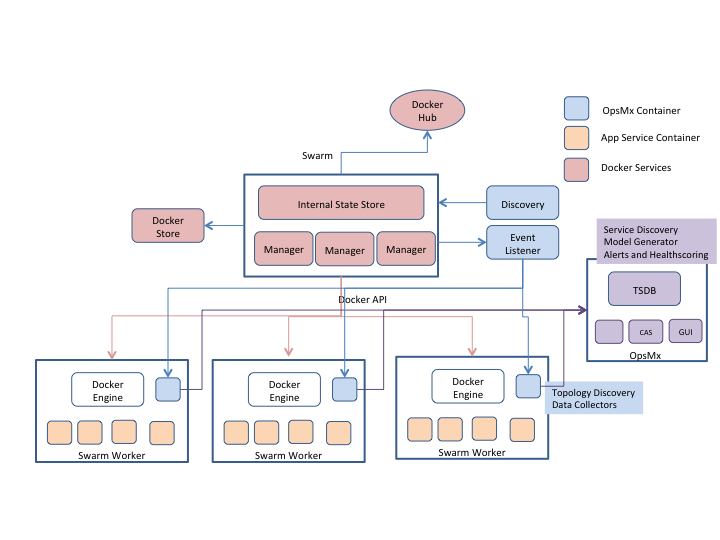 Docker
Hub
OpsMx Container
App Service Container
Docker Services
Swarm
Internal State Store
Discovery
Docker
Store
Manager
Manager
Manager
Event
Listener
Service Discovery
Model Generator
Alerts and Healthscoring
TSDB
CAS
GUI
OpsMx
Docker API
Docker
Engine
Swarm Worker
Docker
Engine
Swarm Worker
Docker
Engine
Swarm Worker
Topology Discovery
Data Collectors